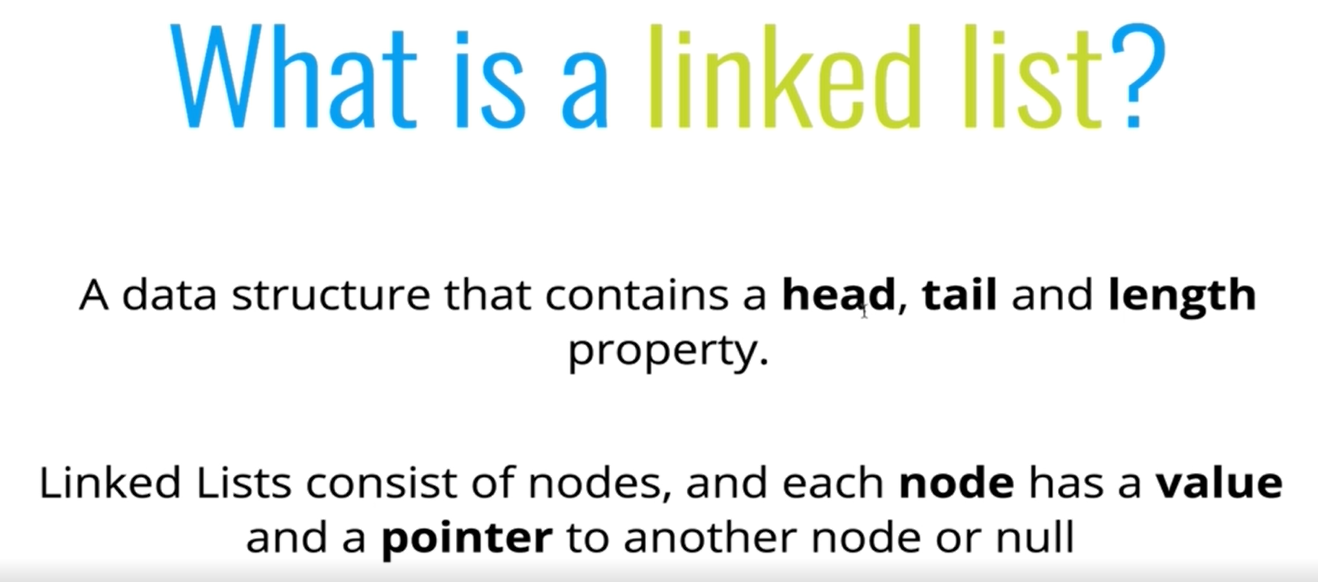 What is a linked list?
A data structure that contains a head, tail and length
property.
Linked Lists consist of nodes, and each node has a value
and a pointer to another node or null